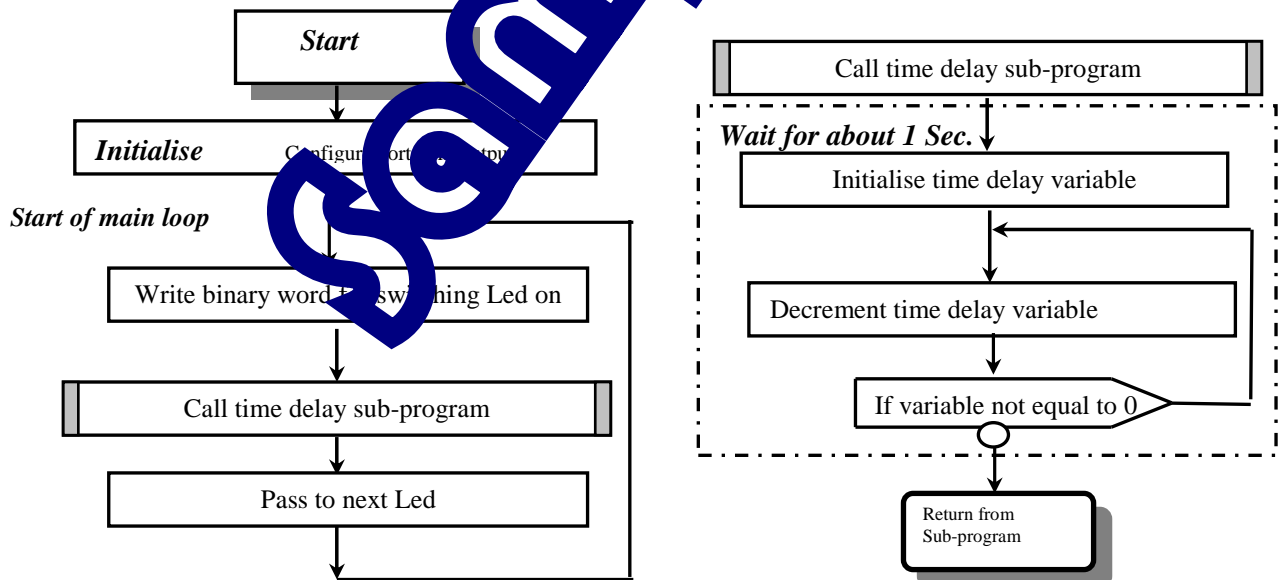 Start
Initialise
Start of main loop
Write binary word switching Led on
Call time delay sub-program
Pass to next Led
Call time delay sub-program
Wait for about 1 Sec.
Initialise time delay variable
Decrement time delay variable
If variable not equal to 0
Return from
Sub-program